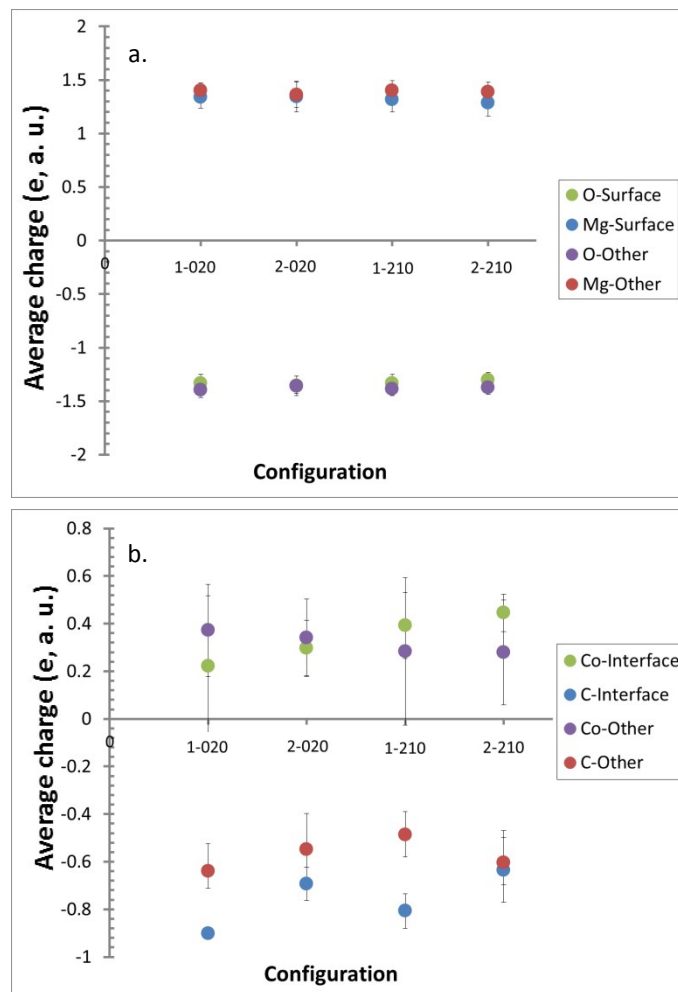 a.
Average charge (e, a. u.)
2
1.5
1
0.5
0
-0.5
-1
-1.5
-2
0
1-020
2-020
1-210
2-210
Configuration
O-Surface
Mg-Surface
O-Other
Mg-Other
b.
Average charge (e, a. u.)
0.8
0.6
0.4
0.2
0
-0.2
-0.4
-0.6
-0.8
-1
0
1-020
2-020
1-210
2-210
Configuration
Co-Interface
C-Interface
Co-Other
C-Other